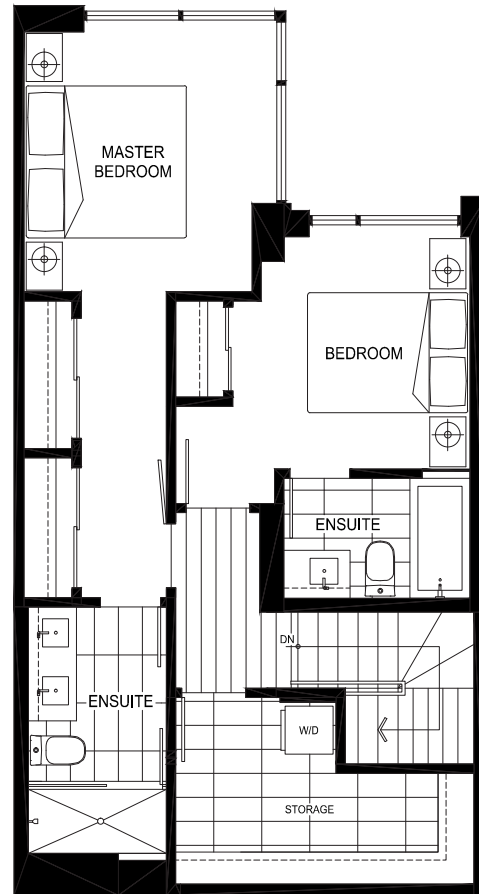 MASTER
BEDROOM
BEDROOM
ENSUITE
DN
ENSUITE
W/D
STORAGE